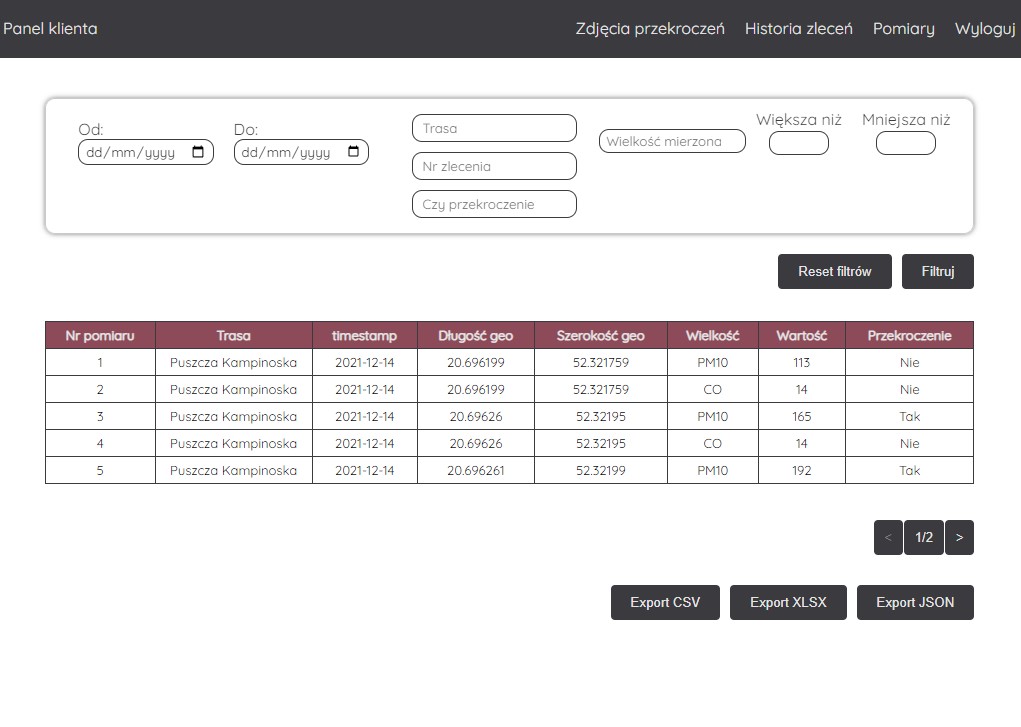 Panel klienta Zdjęcia przekroczeń Historia zleceń Pomiary Wyloguj
Od: Do: Większa niż Mniejsza niż
dd/mm/yyyy dd/mm/yyyy Trasa Wielkość mierzona
Nr zlecenia
Czy przekroczenie
Reset filtrów Filtruj
Nr pomiaru Trasa timestamp Długość geo Szerokość geo Wielkość Wartość Przekroczenie
1 Puszcza Kampinoska 2021-12-14 20.696199 52.321759 PM10 113 Nie
2 Puszcza Kampinoska 2021-12-14 20.696199 52.321759 CO 14 Nie
3 Puszcza Kampinoska 2021-12-14 20.69626 52.32195 PM10 165 Tak
4 Puszcza Kampinoska 2021-12-14 20.69626 52.32195 CO 14 Nie
5 Puszcza Kampinoska 2021-12-14 20.696261 52.32199 PM10 192 Tak
< 1/2 >
Export CSV Export XLSX Export JSON